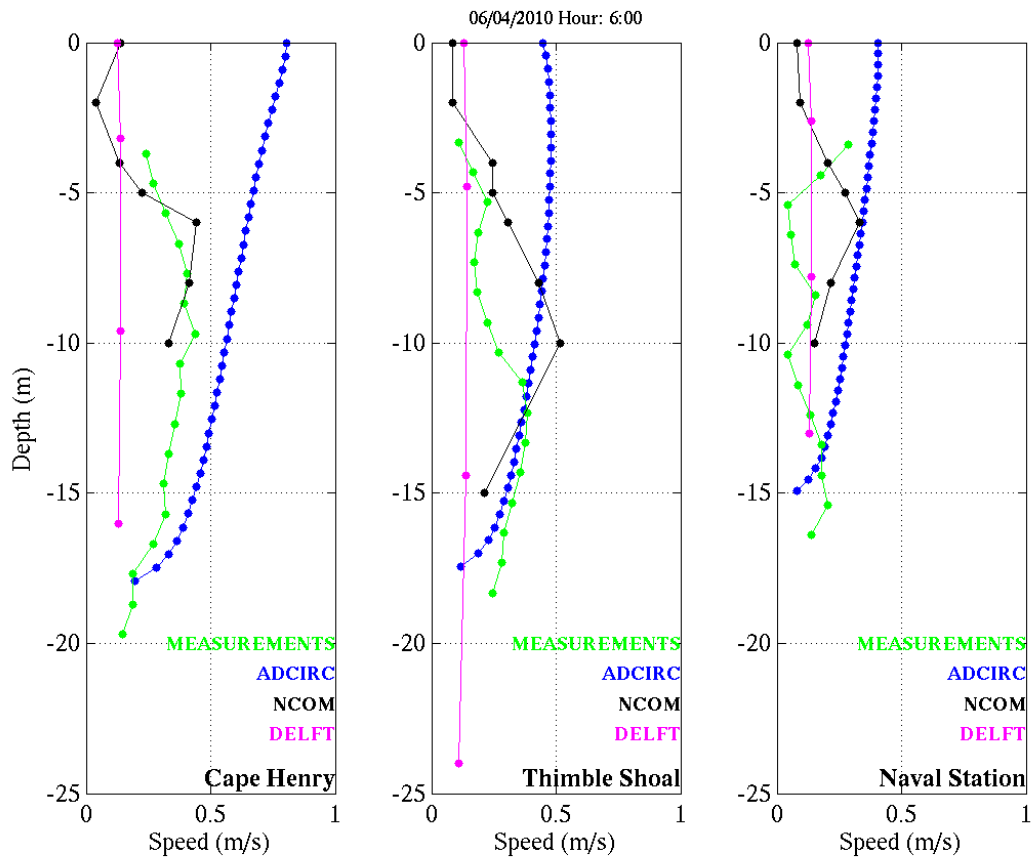 06/04/2010 Hour: 6:00
Depth (m)
0
-5
-10
-15
-20
-25
MEASUREMENTS
ADCIRC
NCOM
DELFT
Cape Henry
0 0.5 1
Speed (m/s)
0
-5
-10
-15
-20
-25
MEASUREMENTS
ADCIRC
NCOM
DELFT
Thimble Shoal
0 0.5 1
Speed (m/s)
0
-5
-10
-15
-20
-25
MEASUREMENTS
ADCIRC
NCOM
DELFT
Naval Station
0 0.5 1
Speed (m/s)